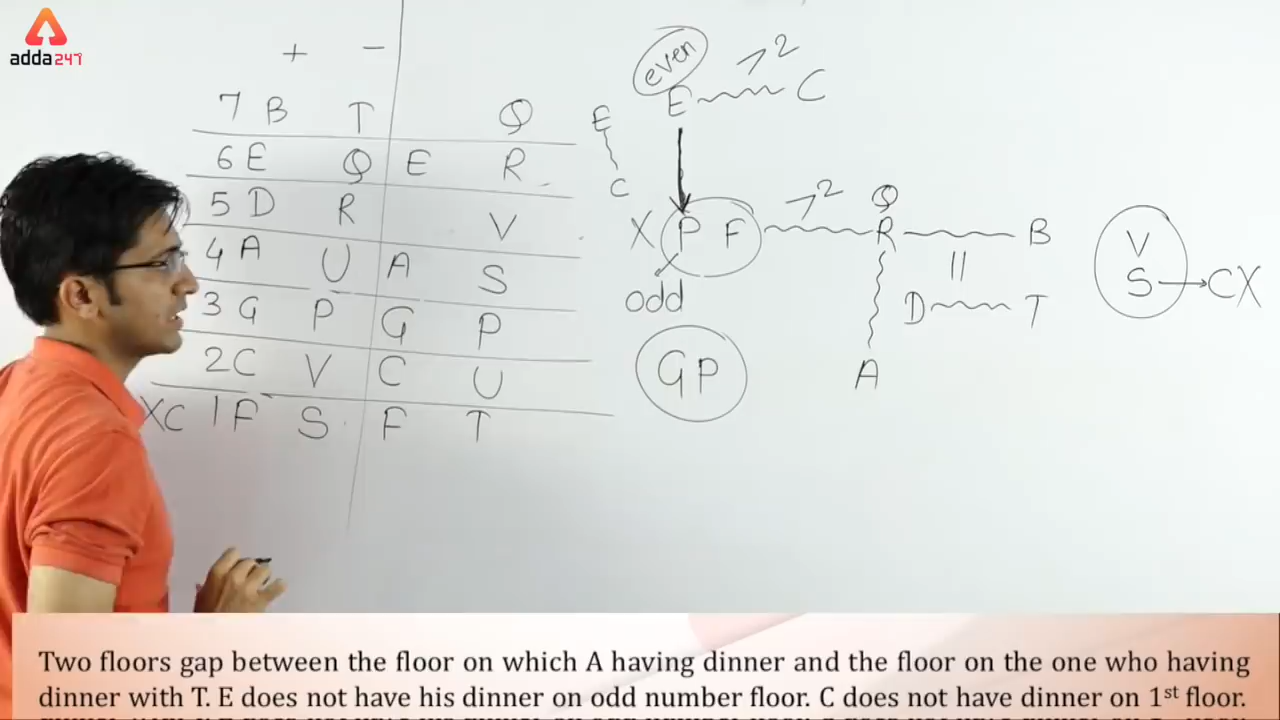 adda247
+ −
7 B T Q
6 E Q E R
5 D R V
4 A U A S
3 G P G P
2 C V C U
XC 1 F S F T
even
E C 2
E
C
X P F 2 Q
R B
odd
D = T
A
GP
V
S → CX
Two floors gap between the floor on which A having dinner and the floor on the one who having
dinner with T. E does not have his dinner on odd number floor. C does not have dinner on 1st floor.